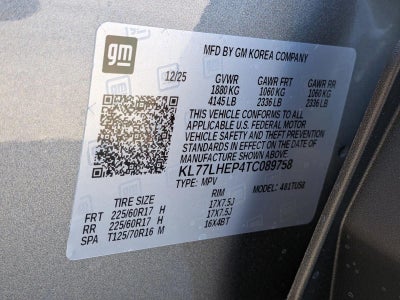 gm
MFD BY GM KOREA COMPANY
12/25 GVWR GAWR FRT GAWR RR
1880 KG 1060 KG 1060 KG
4145 LB 2336 LB 2336 LB
THIS VEHICLE CONFORMS TO ALL
APPLICABLE U.S. FEDERAL MOTOR
VEHICLE SAFETY AND THEFT PREVENTION
STANDARDS IN EFFECT ON THE DATE OF
MANUFACTURE SHOWN ABOVE.
KL77LHEP4TC089758
TYPE: MPV MODEL: 4B1TU58
TIRE SIZE RIM
FRT 225/60R17 H 17X7.5J
RR 225/60R17 H 17X7.5J
SPA T125/70R16 M 16X4BT